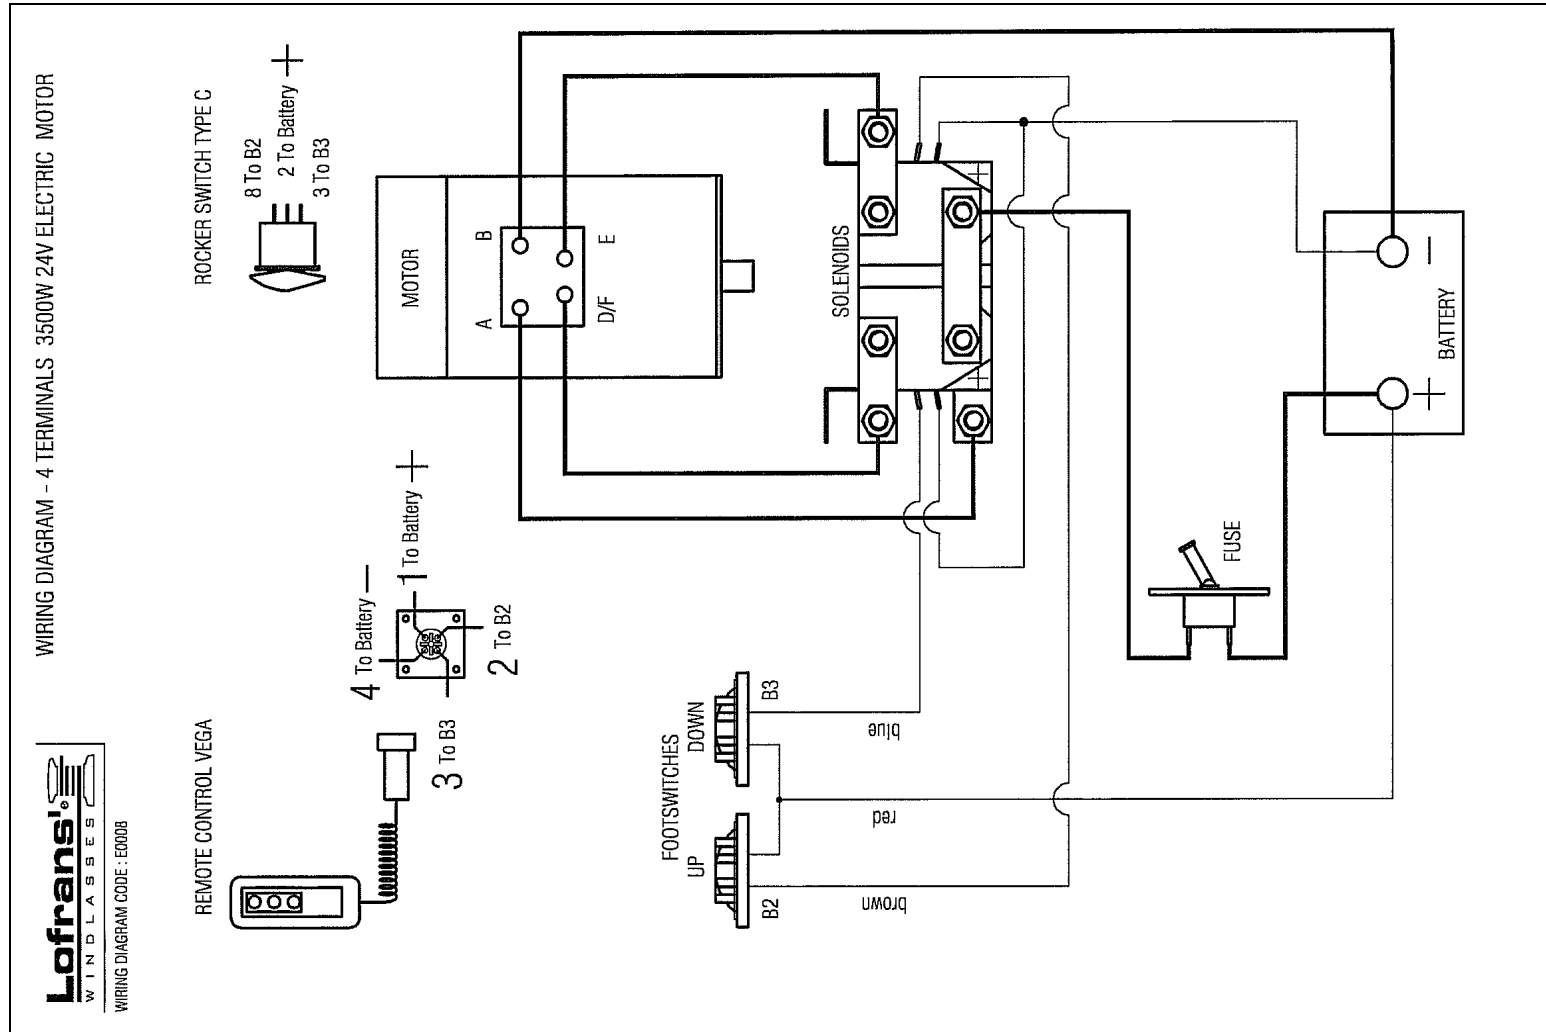 Lofrans'®
WINDLASSES
WIRING DIAGRAM CODE : E0008
WIRING DIAGRAM - 4 TERMINALS 3500W 24V ELECTRIC MOTOR
REMOTE CONTROL VEGA
3 To B3
4 To Battery —
1 To Battery +
2 To B2
ROCKER SWITCH TYPE C
8 To B2
2 To Battery +
3 To B3
MOTOR
A
B
D/F
E
SOLENOIDS
+
+
FOOTSWITCHES
UP
DOWN
B2
B3
brown
red
blue
FUSE
BATTERY
+
—